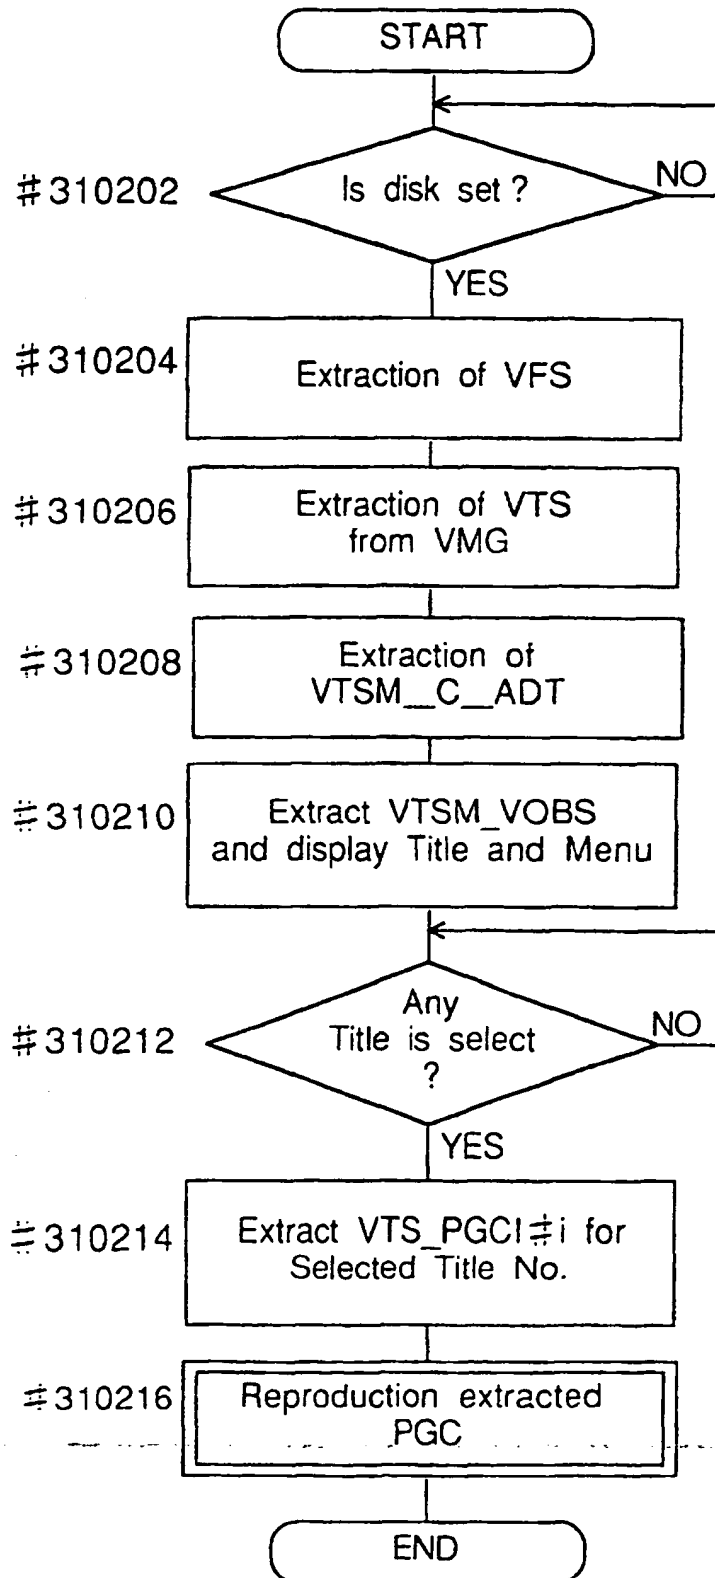 START
#310202
Is disk set ?
NO
YES
#310204
Extraction of VFS
#310206
Extraction of VTS
from VMG
#310208
Extraction of
VTSM__C__ADT
#310210
Extract VTSM_VOBS
and display Title and Menu
#310212
Any
Title is select
?
NO
YES
#310214
Extract VTS_PGCI#i for
Selected Title No.
#310216
Reproduction extracted
PGC
END